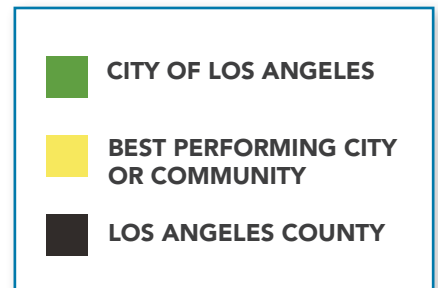 CITY OF LOS ANGELES
BEST PERFORMING CITY
OR COMMUNITY
LOS ANGELES COUNTY